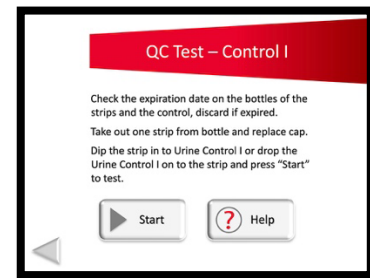 QC Test – Control I
Check the expiration date on the bottles of the
strips and the control, discard if expired.
Take out one strip from bottle and replace cap.
Dip the strip in to Urine Control I or drop the
Urine Control I on to the strip and press “Start”
to test.
Start
? Help